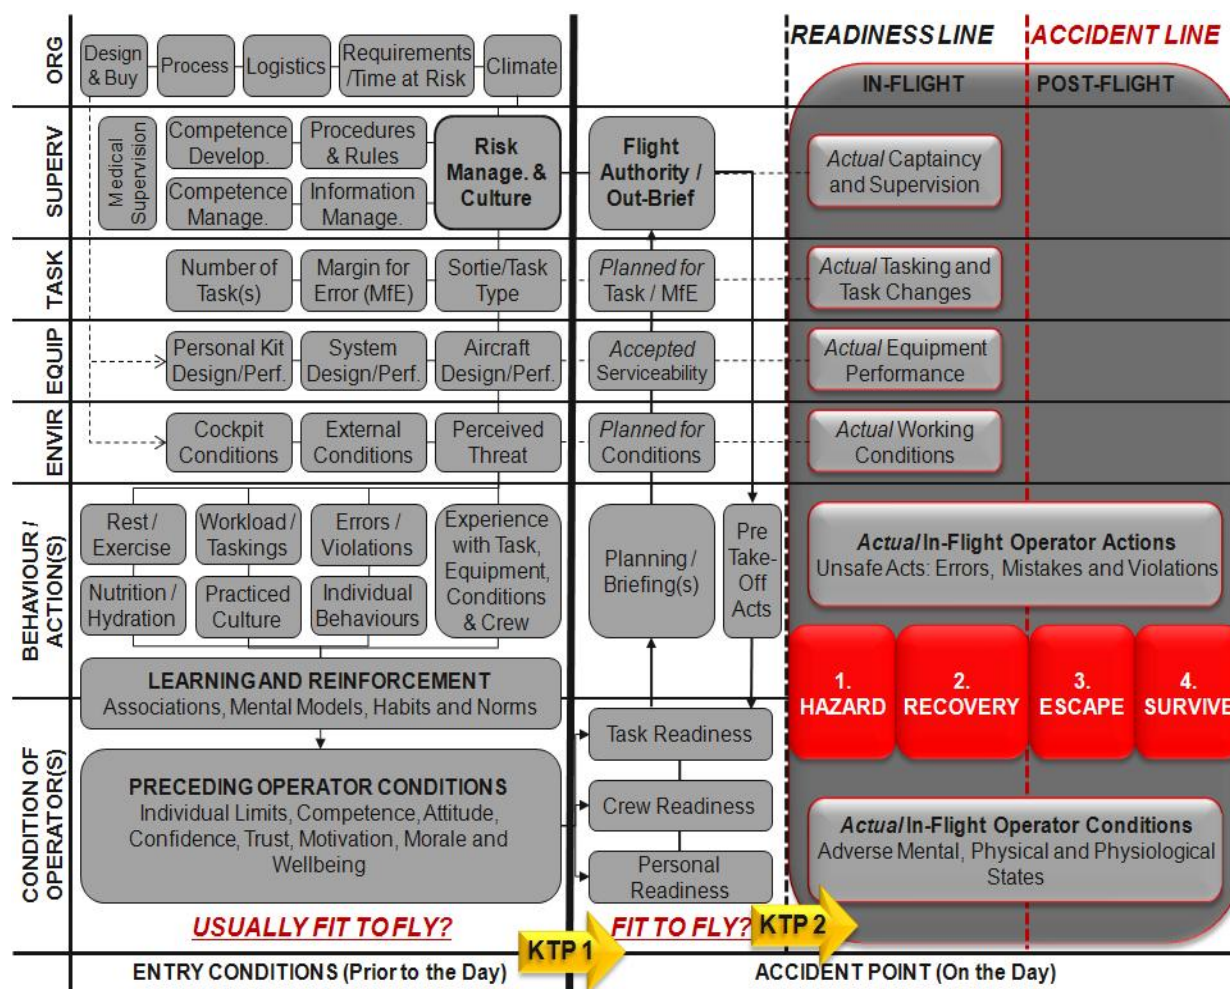 READINESS LINE
ACCIDENT LINE
ORG
Design
& Buy
Process
Logistics
Requirements
/Time at Risk
Climate
IN-FLIGHT
POST-FLIGHT
SUPERV
Medical
Supervision
Competence
Develop.
Procedures
& Rules
Competence
Manage.
Information
Manage.
Risk
Manage. &
Culture
Flight
Authority /
Out-Brief
Actual Captaincy
and Supervision
TASK
Number of
Task(s)
Margin for
Error (MfE)
Sortie/Task
Type
Planned for
Task / MfE
Actual Tasking and
Task Changes
EQUIP
Personal Kit
Design/Perf.
System
Design/Perf.
Aircraft
Design/Perf.
Accepted
Serviceability
Actual Equipment
Performance
ENVIR
Cockpit
Conditions
External
Conditions
Perceived
Threat
Planned for
Conditions
Actual Working
Conditions
BEHAVIOUR /
ACTION(S)
Rest /
Exercise
Workload /
Taskings
Errors /
Violations
Experience
with Task,
Equipment,
Conditions
& Crew
Nutrition /
Hydration
Practiced
Culture
Individual
Behaviours
Planning /
Briefing(s)
Pre
Take-
Off
Acts
Actual In-Flight Operator Actions
Unsafe Acts: Errors, Mistakes and Violations
LEARNING AND REINFORCEMENT
Associations, Mental Models, Habits and Norms
1.
HAZARD
2.
RECOVERY
3.
ESCAPE
4.
SURVIVE
CONDITION OF
OPERATOR(S)
PRECEDING OPERATOR CONDITIONS
Individual Limits, Competence, Attitude,
Confidence, Trust, Motivation, Morale and
Wellbeing
Task Readiness
Crew Readiness
Personal
Readiness
Actual In-Flight Operator Conditions
Adverse Mental, Physical and Physiological
States
USUALLY FIT TO FLY?
KTP 1
FIT TO FLY?
KTP 2
ENTRY CONDITIONS (Prior to the Day)
ACCIDENT POINT (On the Day)